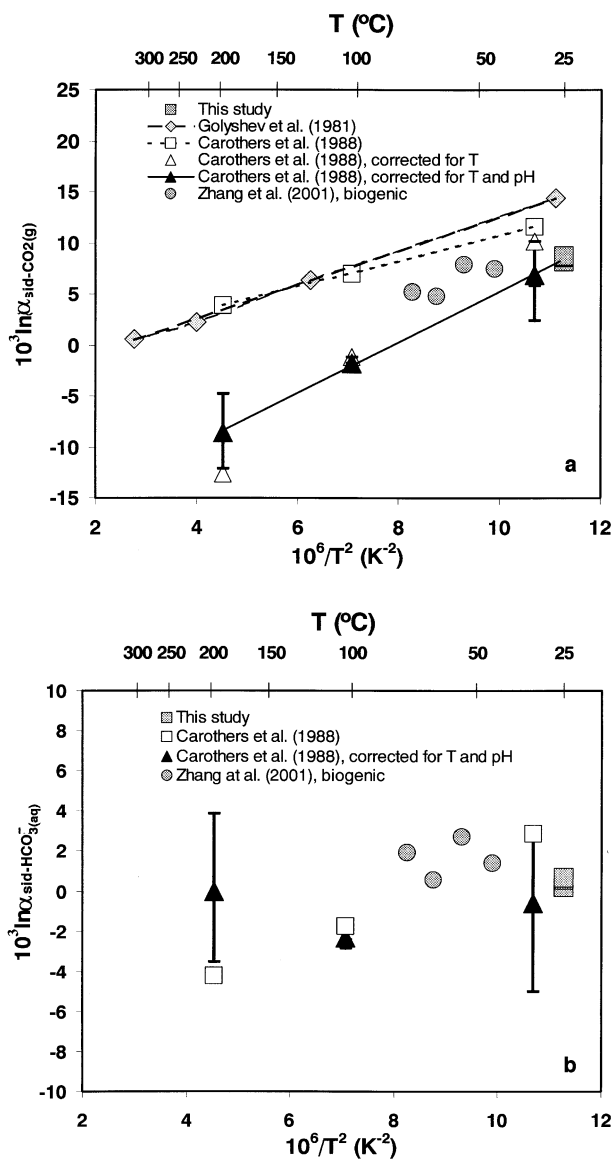 T (ºC)
300 250 200 150 100 50 25
25
This study
Golyshev et al. (1981)
20
Carothers et al. (1988)
Carothers et al. (1988), corrected for T
15
Carothers et al. (1988), corrected for T and pH
Zhang et al. (2001), biogenic
10
5
0
-5
-10
-15
10³lnαsid-CO2(g)
a
2 4 6 8 10 12
10⁶/T² (K⁻²)
T (ºC)
300 250 200 150 100 50 25
10
This study
8
Carothers et al. (1988)
Carothers et al. (1988), corrected for T and pH
6
Zhang at al. (2001), biogenic
4
2
0
-2
-4
-6
-8
-10
10³lnαsid-HCO₃⁻(aq)
b
2 4 6 8 10 12
10⁶/T² (K⁻²)